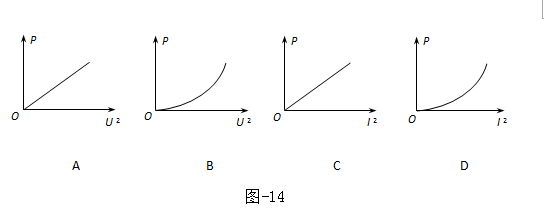 P P P P
O U² O U² O I² O I²
A B C D
图-14